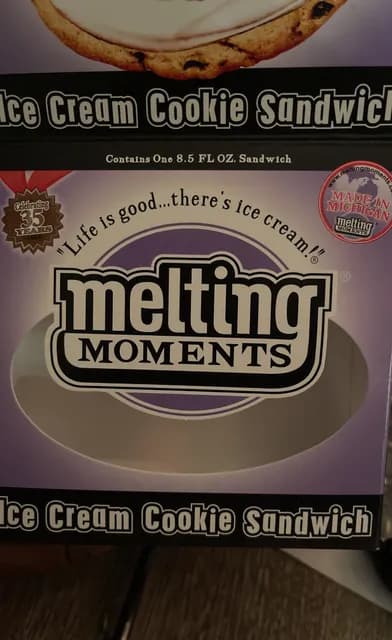 Ice Cream Cookie Sandwich
Contains One 8.5 FL OZ. Sandwich
Celebrating
35
YEARS
"Life is good...there's ice cream!"®
MADE IN
MICHIGAN
melting
MOMENTS
melting
MOMENTS
®
Ice Cream Cookie Sandwich